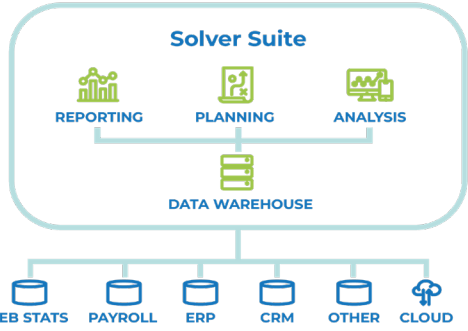 Solver Suite
REPORTING PLANNING ANALYSIS
DATA WAREHOUSE
EB STATS PAYROLL ERP CRM OTHER CLOUD